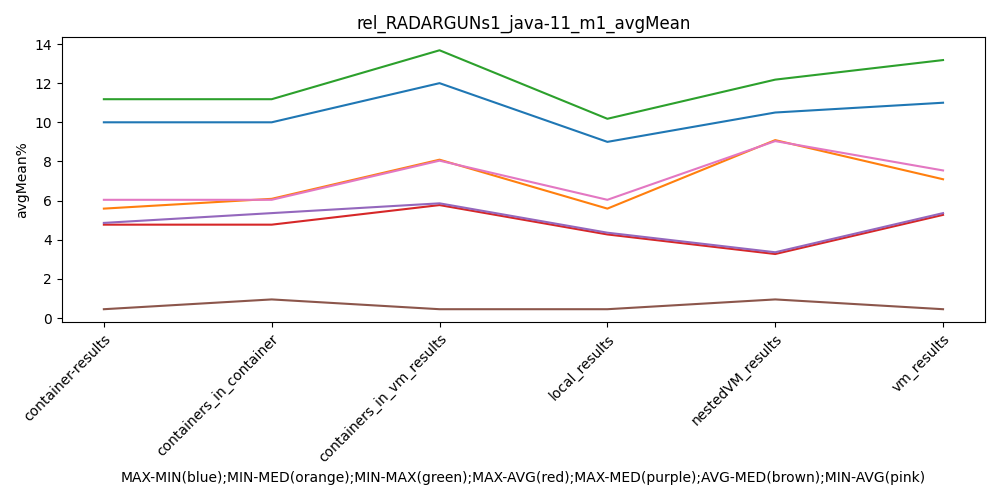 rel_RADARGUNs1_java-11_m1_avgMean
14
12
10
8
6
4
2
0
avgMean%
container-results
containers_in_container
containers_in_vm_results
local_results
nestedVM_results
vm_results
MAX-MIN(blue);MIN-MED(orange);MIN-MAX(green);MAX-AVG(red);MAX-MED(purple);AVG-MED(brown);MIN-AVG(pink)